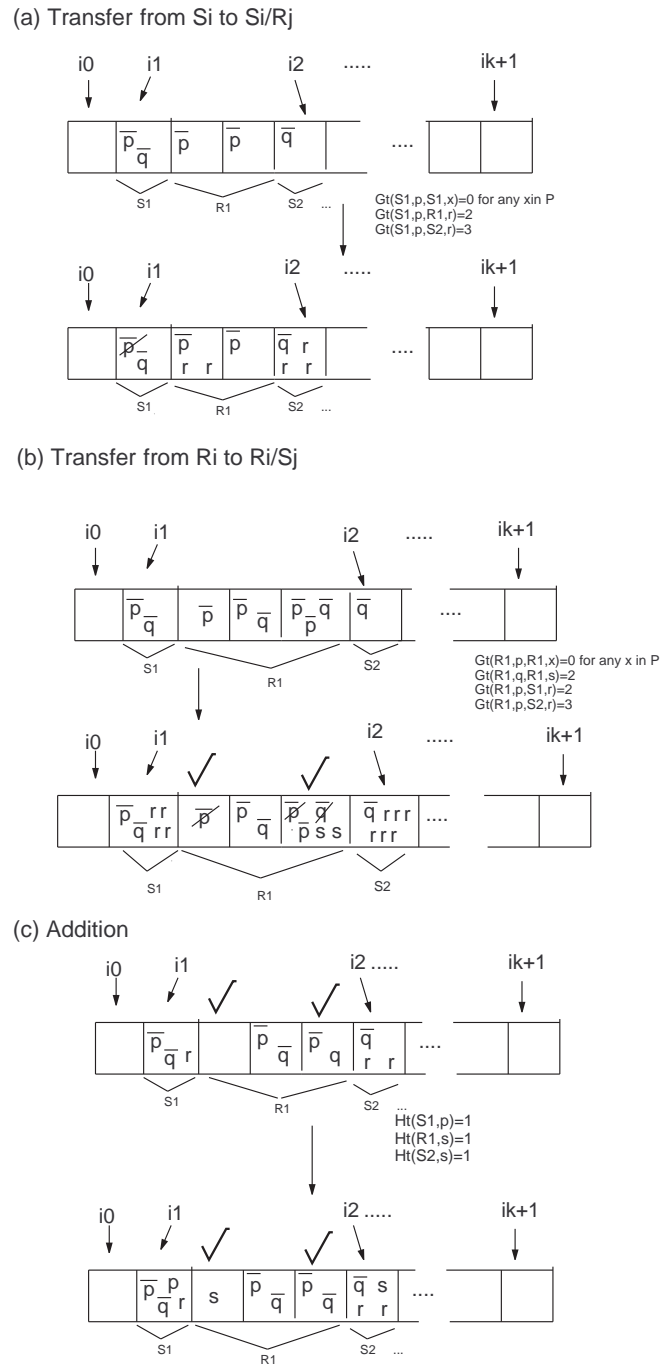 (a) Transfer from Si to Si/Rj
i0 i1 i2 ..... ik+1
p̅ q̅ p̅ p̅ q̅ ....
S1 R1 S2 ...
Gt(S1,p,S1,x)=0 for any xin P
Gt(S1,p,R1,r)=2
Gt(S1,p,S2,r)=3
i0 i1 i2 ..... ik+1
p̅ p̅ p̅ q̅ r ....
q̅ r r r r
S1 R1 S2 ...
(b) Transfer from Ri to Ri/Sj
i0 i1 i2 ..... ik+1
p̅ p̅ p̅ p̅ q̅ q̅ ....
q̅ q̅ p̅
S1 R1 S2
Gt(R1,p,R1,x)=0 for any x in P
Gt(R1,q,R1,s)=2
Gt(R1,p,S1,r)=2
Gt(R1,p,S2,r)=3
i0 i1 √ √ i2 ..... ik+1
p̅ r r p̅ p̅ p̅ q̅ q̅ r r r ....
q̅ r r q̅ p̅ s s r r r
S1 R1 S2
(c) Addition
i0 i1 √ √ i2 ..... ik+1
p̅ p̅ p̅ q̅ ....
q̅ r q̅ q r r
S1 R1 S2 ...
Ht(S1,p)=1
Ht(R1,s)=1
Ht(S2,s)=1
i0 i1 √ √ i2 ..... ik+1
p̅ p s p̅ p̅ q̅ s ....
q̅ r q̅ q̅ r r
S1 R1 S2 ...